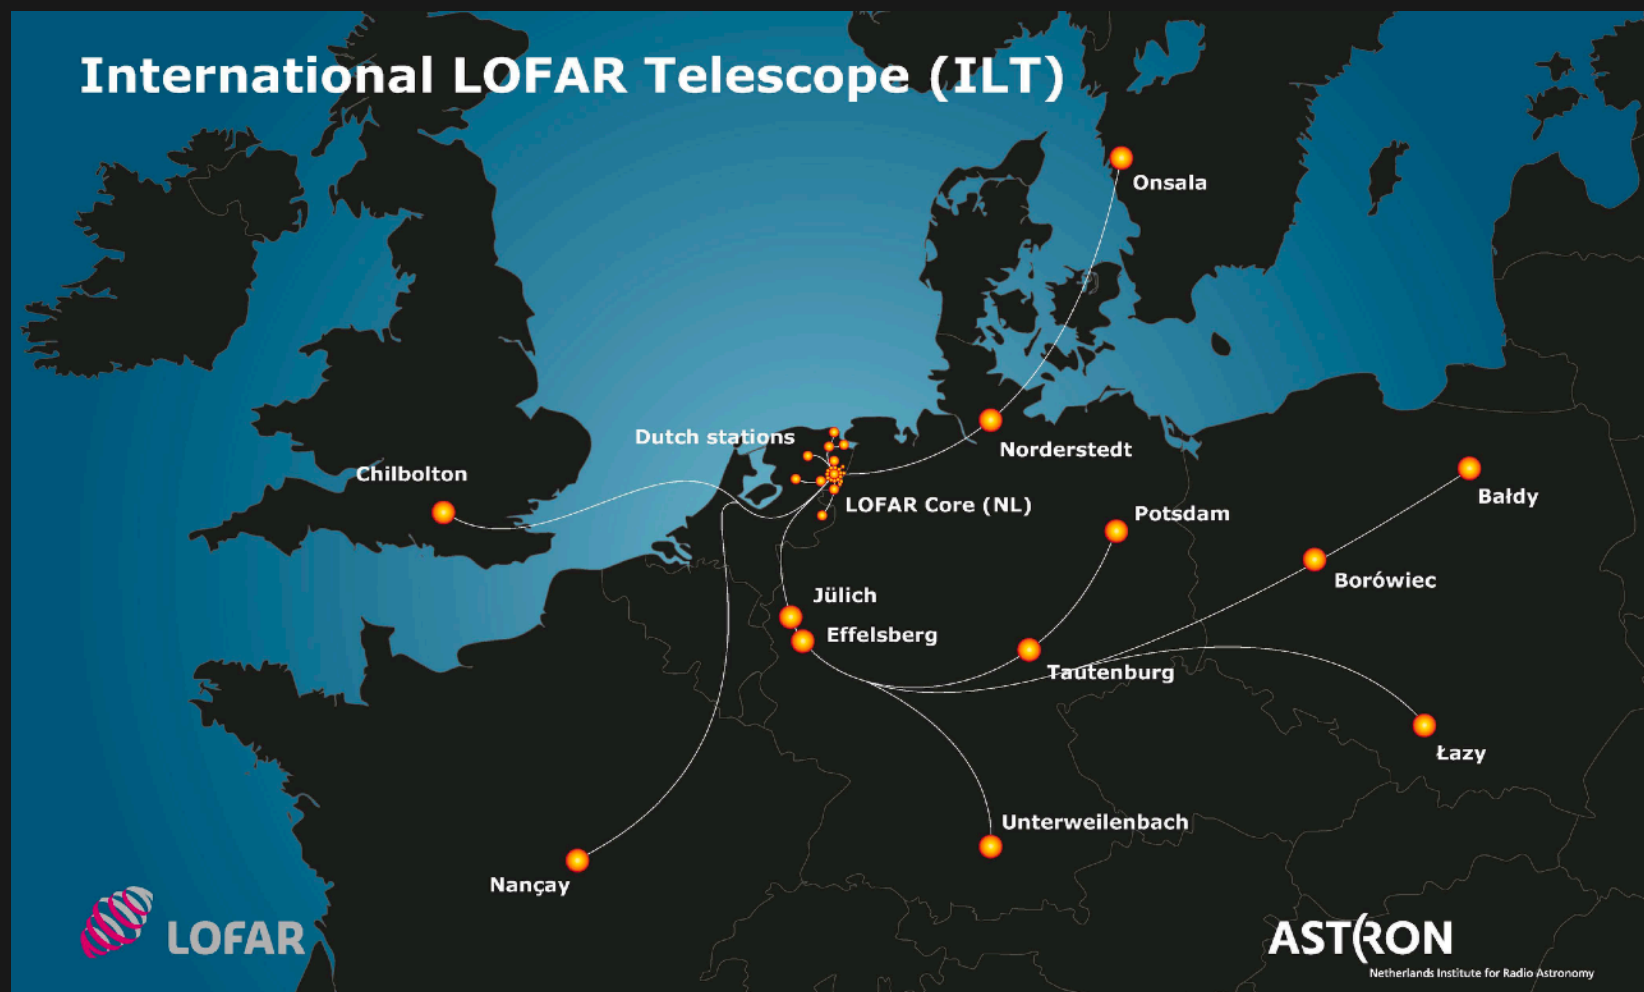 International LOFAR Telescope (ILT)
Onsala
Dutch stations
Norderstedt
Chilbolton
Bałdy
LOFAR Core (NL)
Potsdam
Borówiec
Jülich
Effelsberg
Tautenburg
Łazy
Unterweilenbach
Nançay
LOFAR
ASTRON
Netherlands Institute for Radio Astronomy